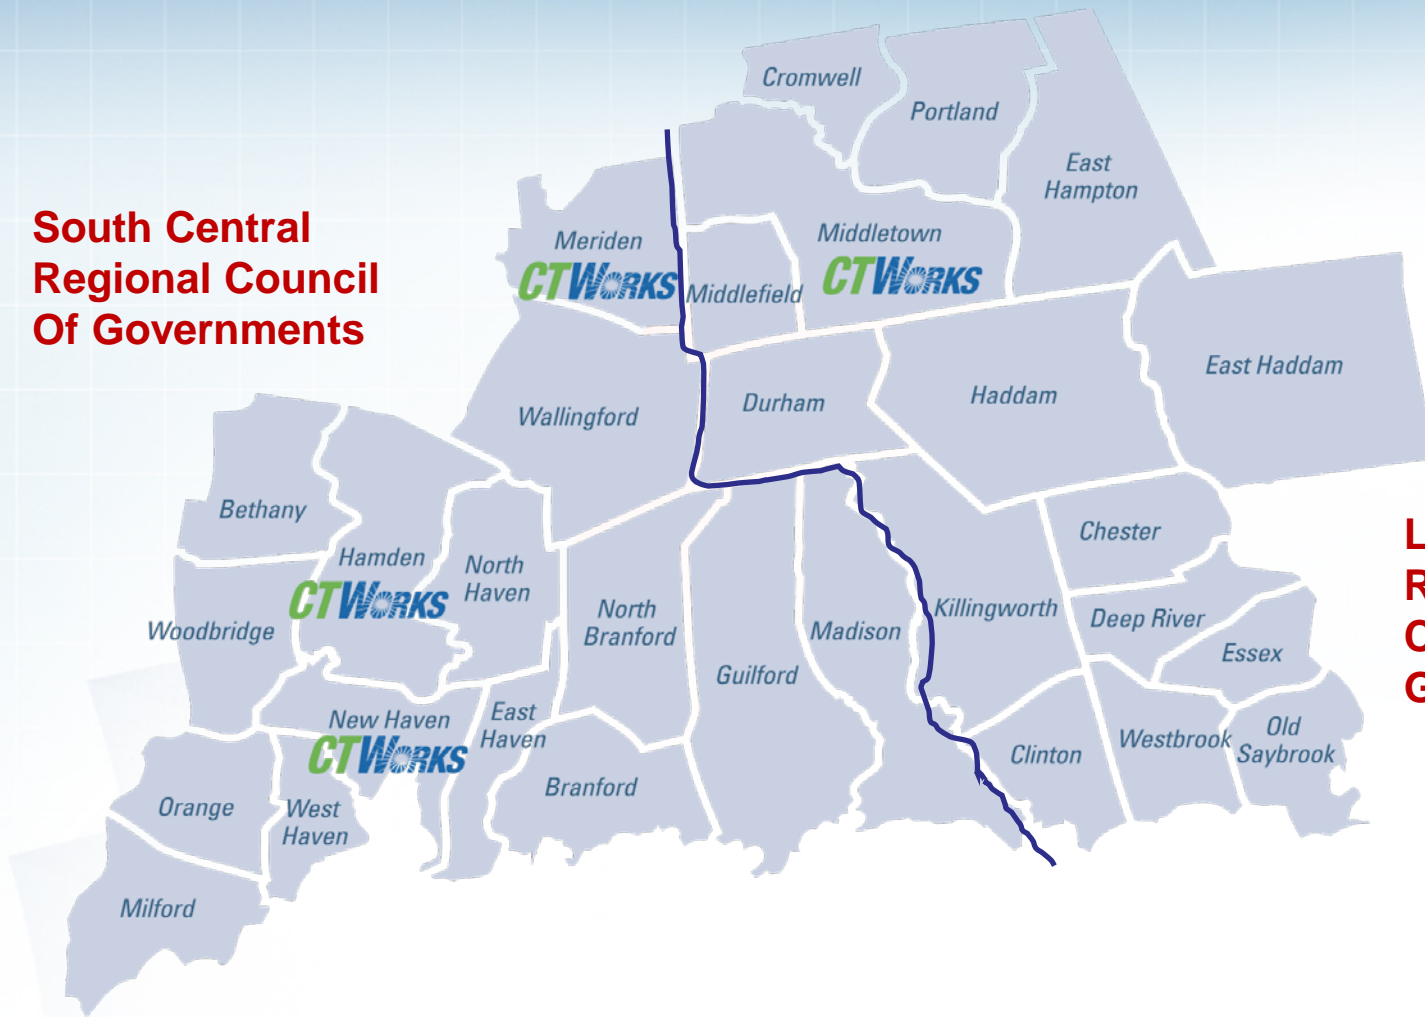 Cromwell
Portland
East
Hampton
South Central
Regional Council
Of Governments
Meriden
CTWorks
Middletown
CTWorks
Middlefield
East Haddam
Haddam
Durham
Wallingford
Bethany
Chester
Hamden
CTWorks
North
Haven
Killingworth
North
Branford
Deep River
Woodbridge
Madison
Essex
Guilford
New Haven
CTWorks
East
Haven
Old
Saybrook
Westbrook
Clinton
Branford
Orange
West
Haven
Milford
L
R
C
G